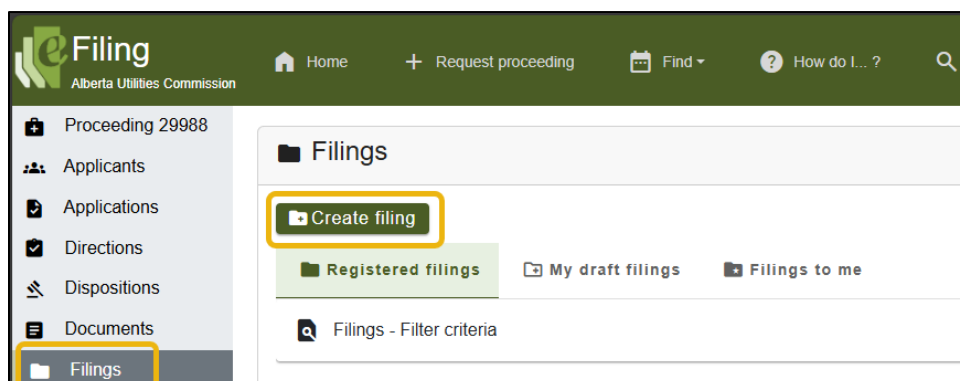 eFiling
Alberta Utilities Commission
Home
Request proceeding
Find
How do I... ?
Proceeding 29988
Applicants
Applications
Directions
Dispositions
Documents
Filings
Filings
Create filing
Registered filings
My draft filings
Filings to me
Filings - Filter criteria